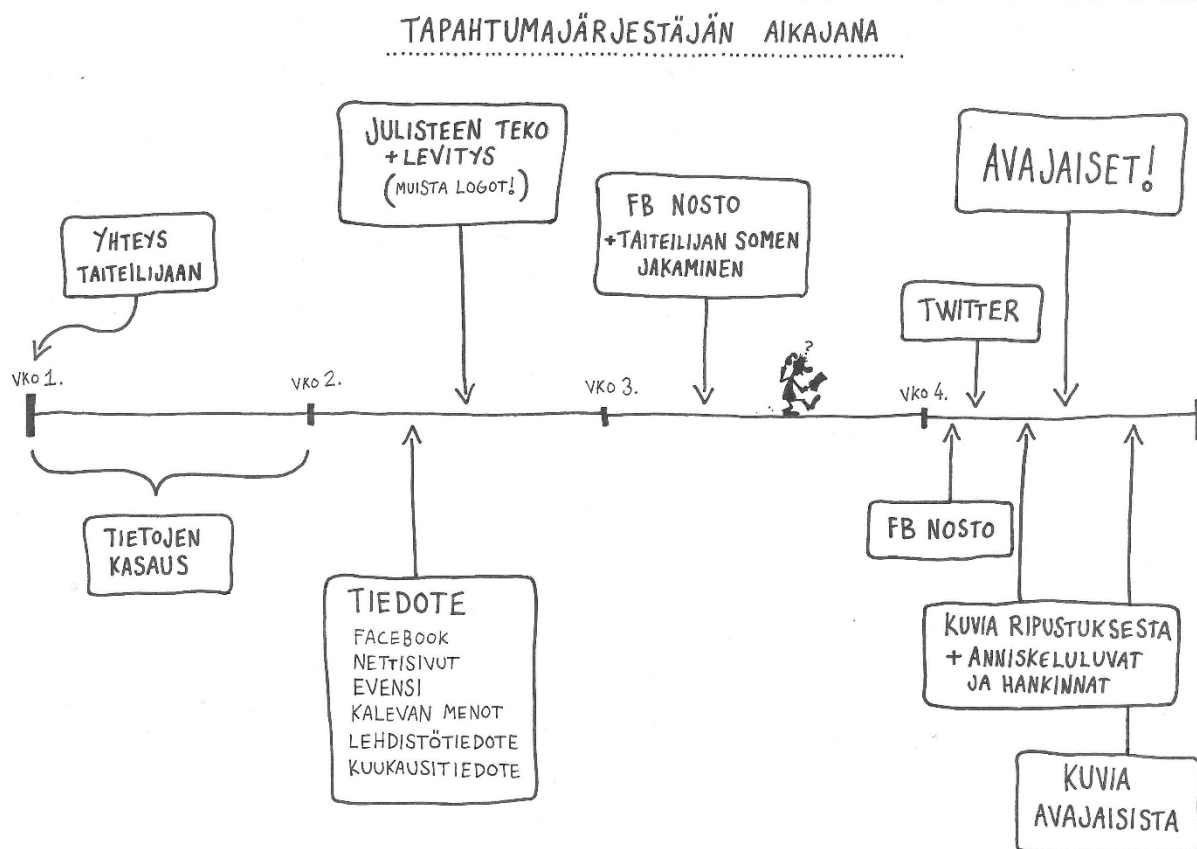 TAPAHTUMAJÄRJESTÄJÄN AIKAJANA
YHTEYS
TAITEILIJAAN
JULISTEEN TEKO
+ LEVITYS
(MUISTA LOGOT!)
FB NOSTO
+ TAITEILIJAN SOMEN
JAKAMINEN
TWITTER
AVAJAISET!
?
VKO 1.
VKO 2.
VKO 3.
VKO 4.
TIETOJEN
KASAUS
TIEDOTE
FACEBOOK
NETTISIVUT
EVENSI
KALEVAN MENOT
LEHDISTÖTIEDOTE
KUUKAUSITIEDOTE
FB NOSTO
KUVIA RIPUSTUKSESTA
+ ANNISKELULUVAT
JA HANKINNAT
KUVIA
AVAJAISISTA